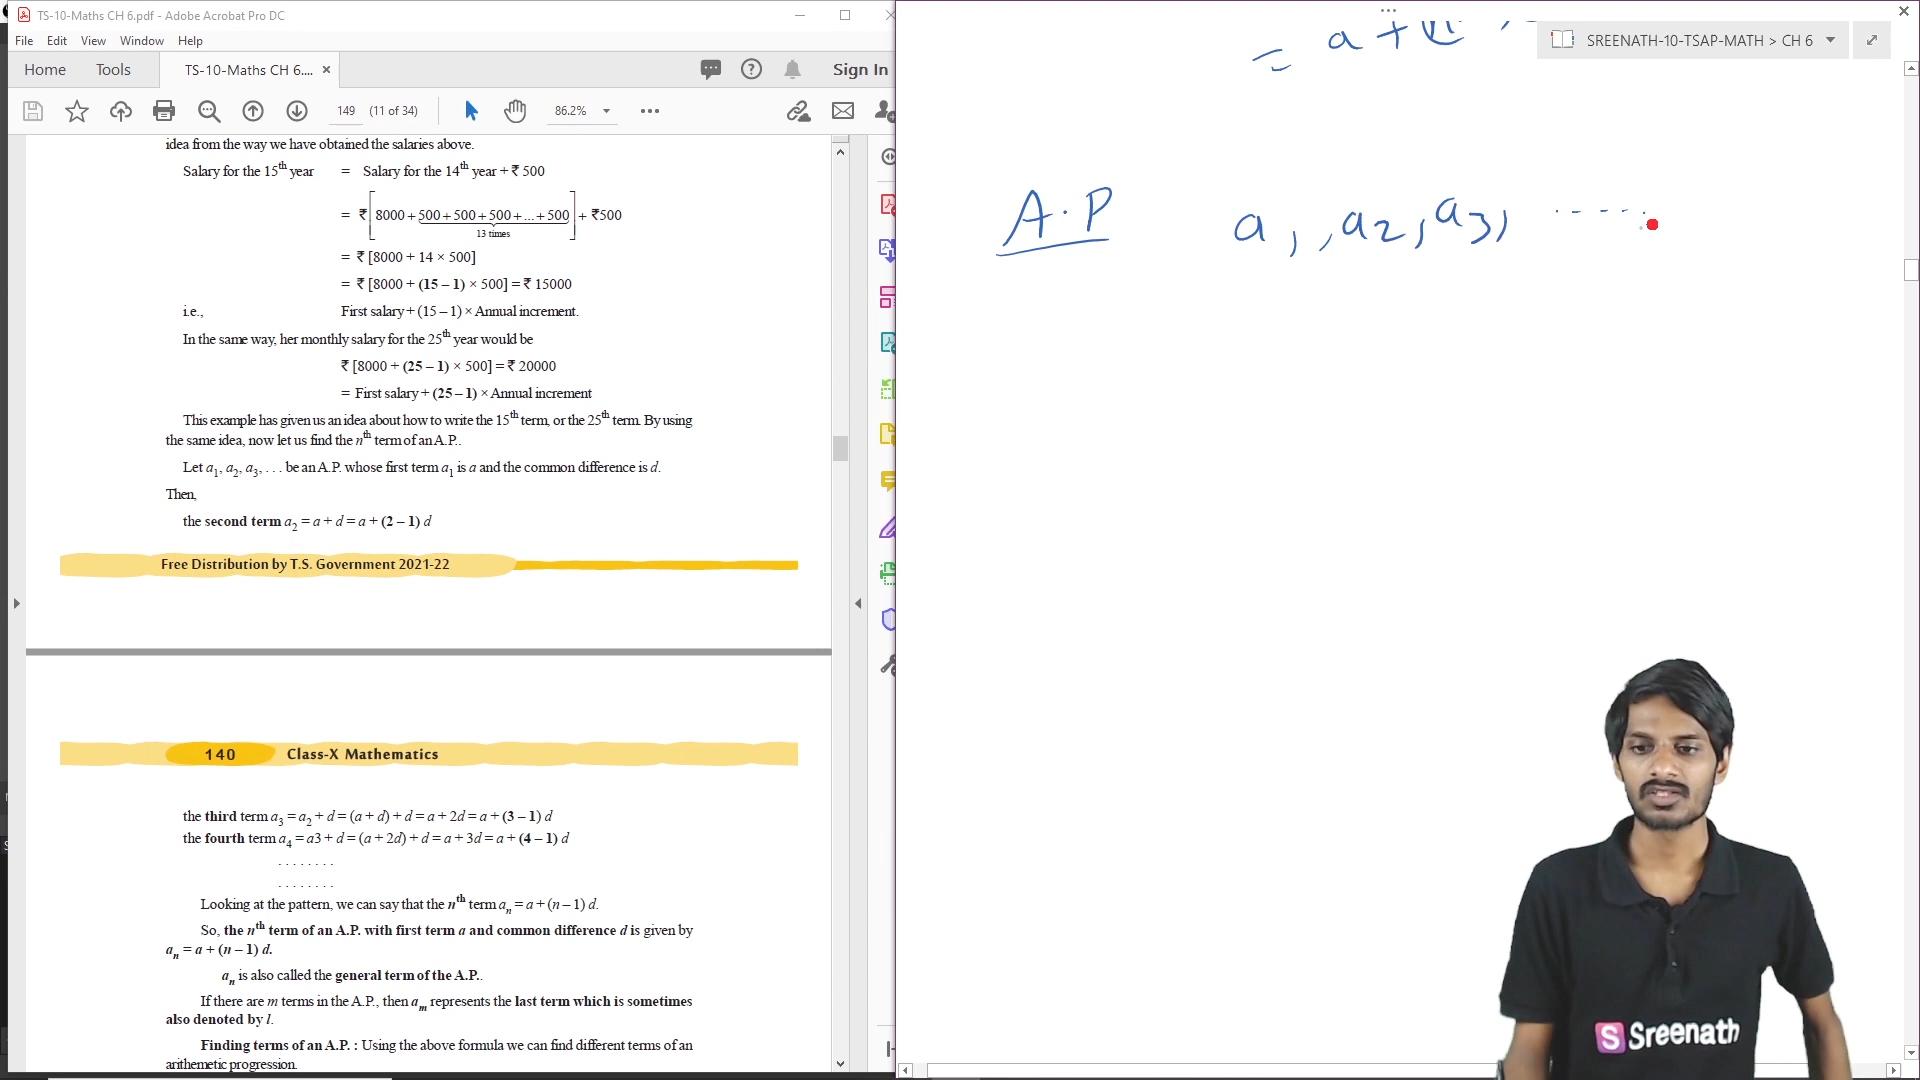 TS-10-Maths CH 6.pdf - Adobe Acrobat Pro DC
File Edit View Window Help
Home Tools TS-10-Maths CH 6.... × Sign In
149 (11 of 34) 86.2%
idea from the way we have obtained the salaries above.
Salary for the 15th year = Salary for the 14th year + ₹ 500
= ₹[8000 + 500 + 500 + 500 + ... + 500] + ₹500
13 times
= ₹ [8000 + 14 × 500]
= ₹ [8000 + (15 – 1) × 500] = ₹ 15000
i.e., First salary + (15 – 1) × Annual increment.
In the same way, her monthly salary for the 25th year would be
₹ [8000 + (25 – 1) × 500] = ₹ 20000
= First salary + (25 – 1) × Annual increment
This example has given us an idea about how to write the 15th term, or the 25th term. By using
the same idea, now let us find the nth term of an A.P..
Let a1, a2, a3, . . . be an A.P. whose first term a1 is a and the common difference is d.
Then,
the second term a2 = a + d = a + (2 – 1) d
Free Distribution by T.S. Government 2021-22
140 Class-X Mathematics
the third term a3 = a2 + d = (a + d) + d = a + 2d = a + (3 – 1) d
the fourth term a4 = a3 + d = (a + 2d) + d = a + 3d = a + (4 – 1) d
. . . . . . . .
. . . . . . . .
Looking at the pattern, we can say that the nth term an = a + (n – 1) d.
So, the nth term of an A.P. with first term a and common difference d is given by
an = a + (n – 1) d.
an is also called the general term of the A.P..
If there are m terms in the A.P., then am represents the last term which is sometimes
also denoted by l.
Finding terms of an A.P. : Using the above formula we can find different terms of an
arithmetic progression.
SREENATH-10-TSAP-MATH > CH 6
= a +
A.P a1, a2, a3, ......
S Sreenath